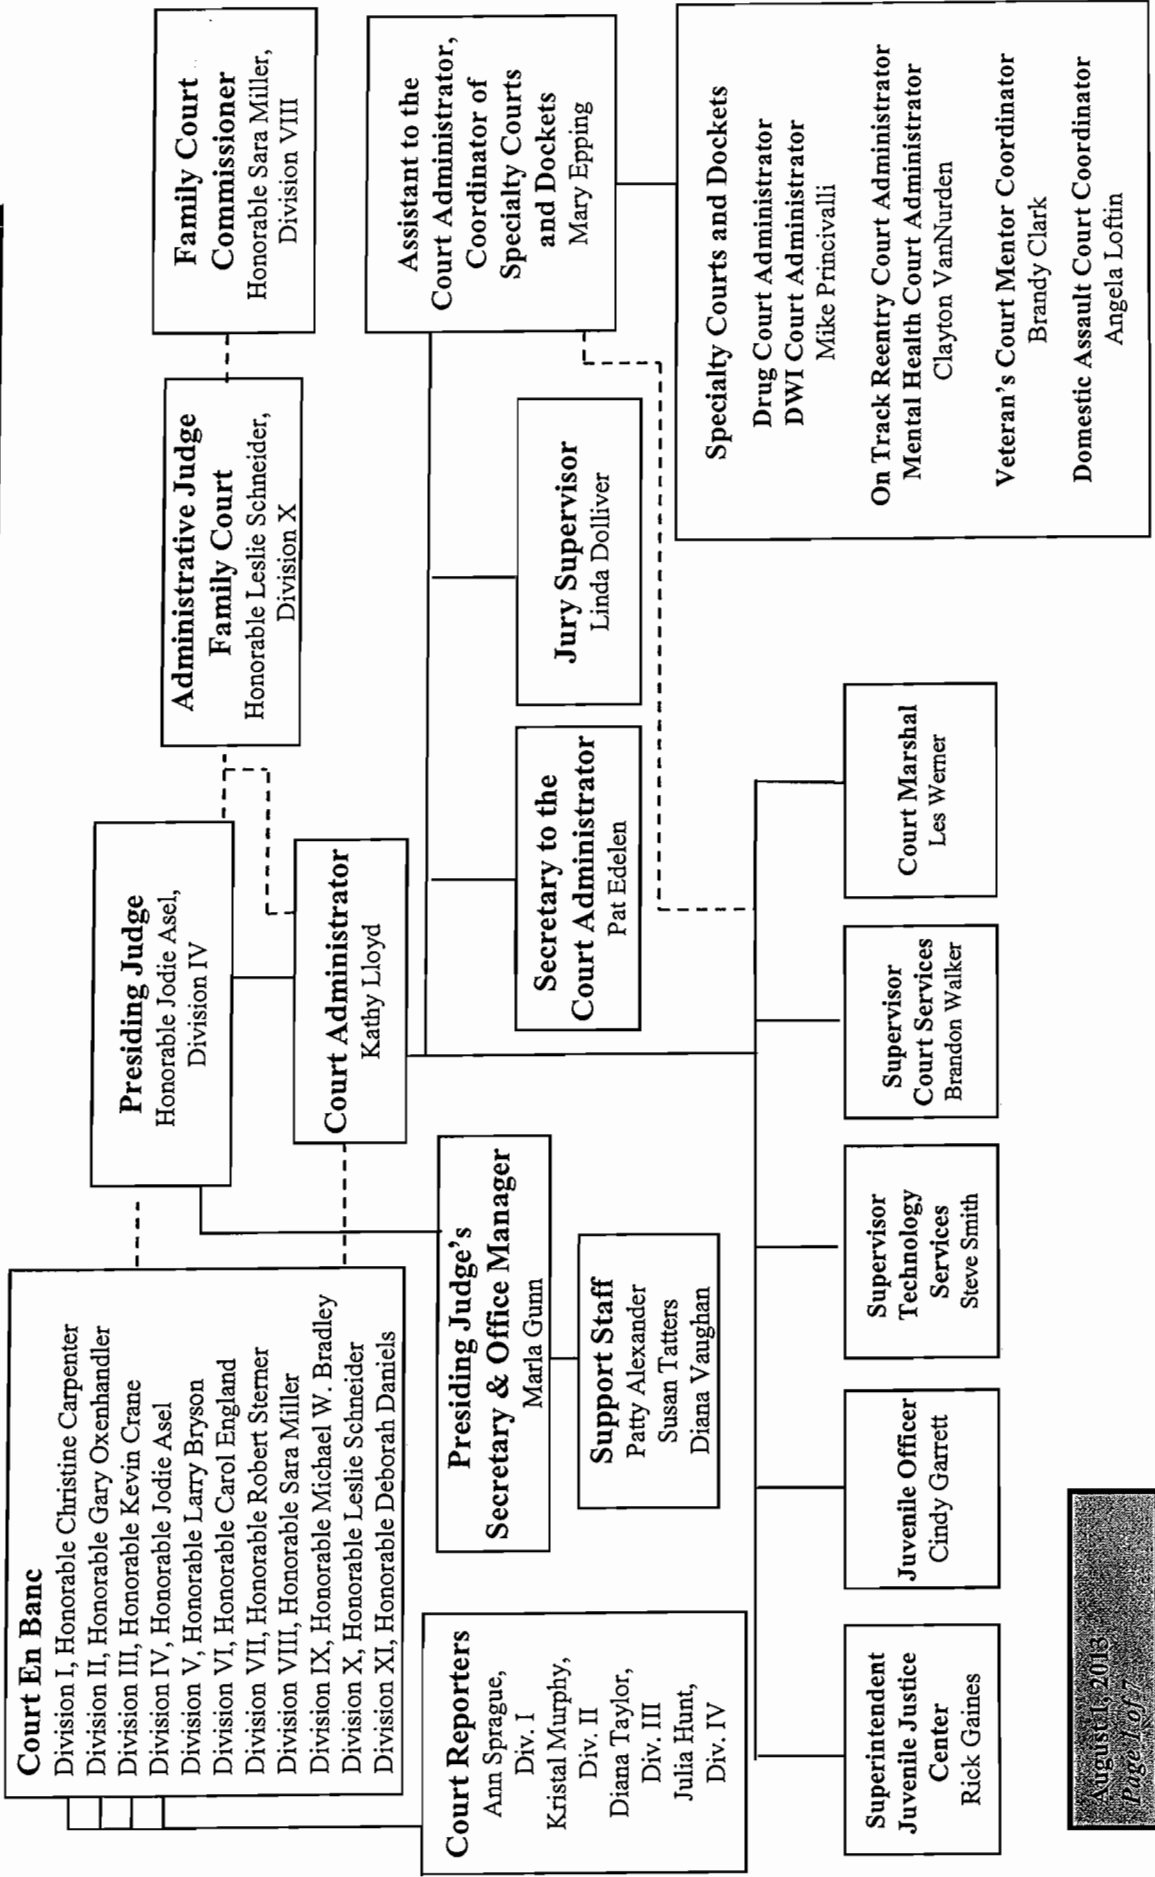 Court En Banc
Division I, Honorable Christine Carpenter
Division II, Honorable Gary Oxenhandler
Division III, Honorable Kevin Crane
Division IV, Honorable Jodie Asel
Division V, Honorable Larry Bryson
Division VI, Honorable Carol England
Division VII, Honorable Robert Sterner
Division VIII, Honorable Sara Miller
Division IX, Honorable Michael W. Bradley
Division X, Honorable Leslie Schneider
Division XI, Honorable Deborah Daniels
Presiding Judge
Honorable Jodie Asel,
Division IV
Administrative Judge
Family Court
Honorable Leslie Schneider,
Division X
Family Court
Commissioner
Honorable Sara Miller,
Division VIII
Court Administrator
Kathy Lloyd
Assistant to the
Court Administrator,
Coordinator of
Specialty Courts
and Dockets
Mary Epping
Court Reporters
Ann Sprague,
Div. I
Kristal Murphy,
Div. II
Diana Taylor,
Div. III
Julia Hunt,
Div. IV
Presiding Judge's
Secretary & Office Manager
Marla Gunn
Support Staff
Patty Alexander
Susan Tatters
Diana Vaughan
Secretary to the
Court Administrator
Pat Edelen
Jury Supervisor
Linda Dolliver
Specialty Courts and Dockets
Drug Court Administrator
DWI Court Administrator
Mike Princivalli
On Track Reentry Court Administrator
Mental Health Court Administrator
Clayton VanNurden
Veteran's Court Mentor Coordinator
Brandy Clark
Domestic Assault Court Coordinator
Angela Loftin
Superintendent
Juvenile Justice
Center
Rick Gaines
Juvenile Officer
Cindy Garrett
Supervisor
Technology
Services
Steve Smith
Supervisor
Court Services
Brandon Walker
Court Marshal
Les Werner
August 1, 2013
Page 1 of 7